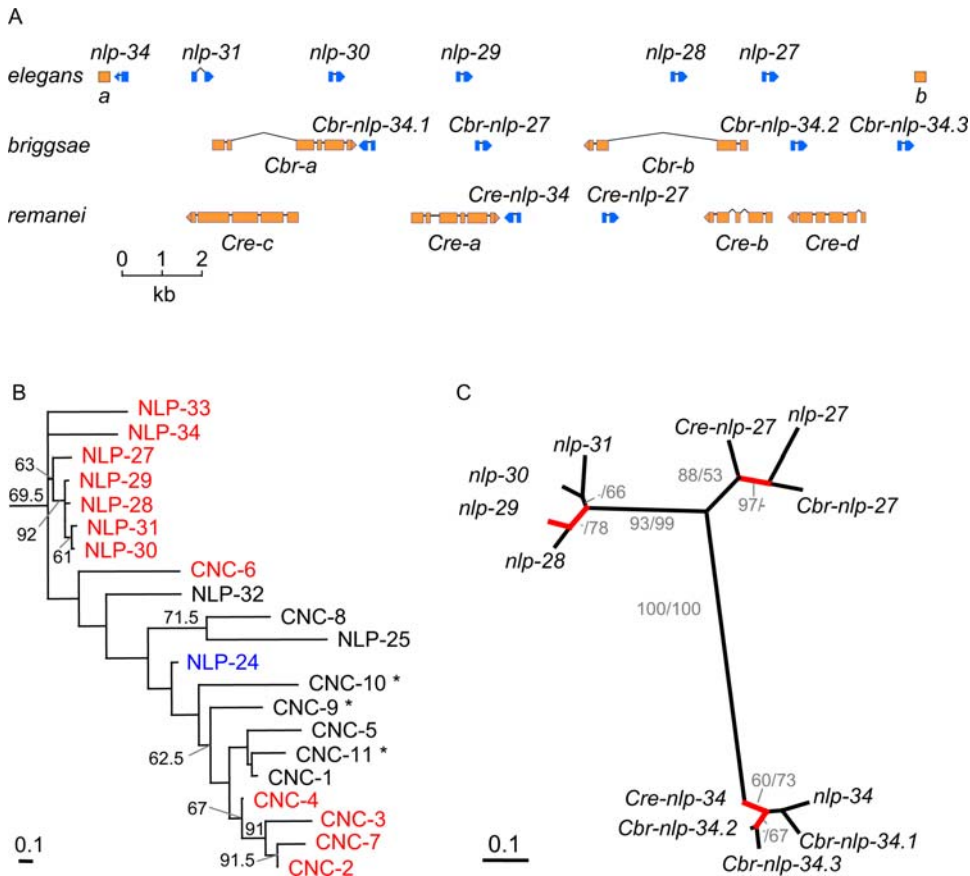 A
nlp-34 nlp-31 nlp-30 nlp-29 nlp-28 nlp-27
elegans
a b
Cbr-nlp-34.1 Cbr-nlp-27 Cbr-nlp-34.2 Cbr-nlp-34.3
briggsae
Cbr-a Cbr-b
Cre-nlp-34 Cre-nlp-27
remanei
Cre-c Cre-a Cre-b Cre-d
0 1 2
kb
B
NLP-33
NLP-34
63
NLP-27
69.5
NLP-29
NLP-28
92
NLP-31
61
NLP-30
CNC-6
NLP-32
71.5
CNC-8
NLP-25
NLP-24
CNC-10 *
CNC-9 *
62.5
CNC-5
CNC-11 *
CNC-1
67
CNC-4
91
CNC-3
CNC-7
91.5
CNC-2
0.1
C
nlp-31
Cre-nlp-27
nlp-27
nlp-30
88/53
nlp-29
-/66
97/-
Cbr-nlp-27
-/78
93/99
nlp-28
100/100
60/73
Cre-nlp-34
nlp-34
Cbr-nlp-34.2
-/67
Cbr-nlp-34.1
Cbr-nlp-34.3
0.1